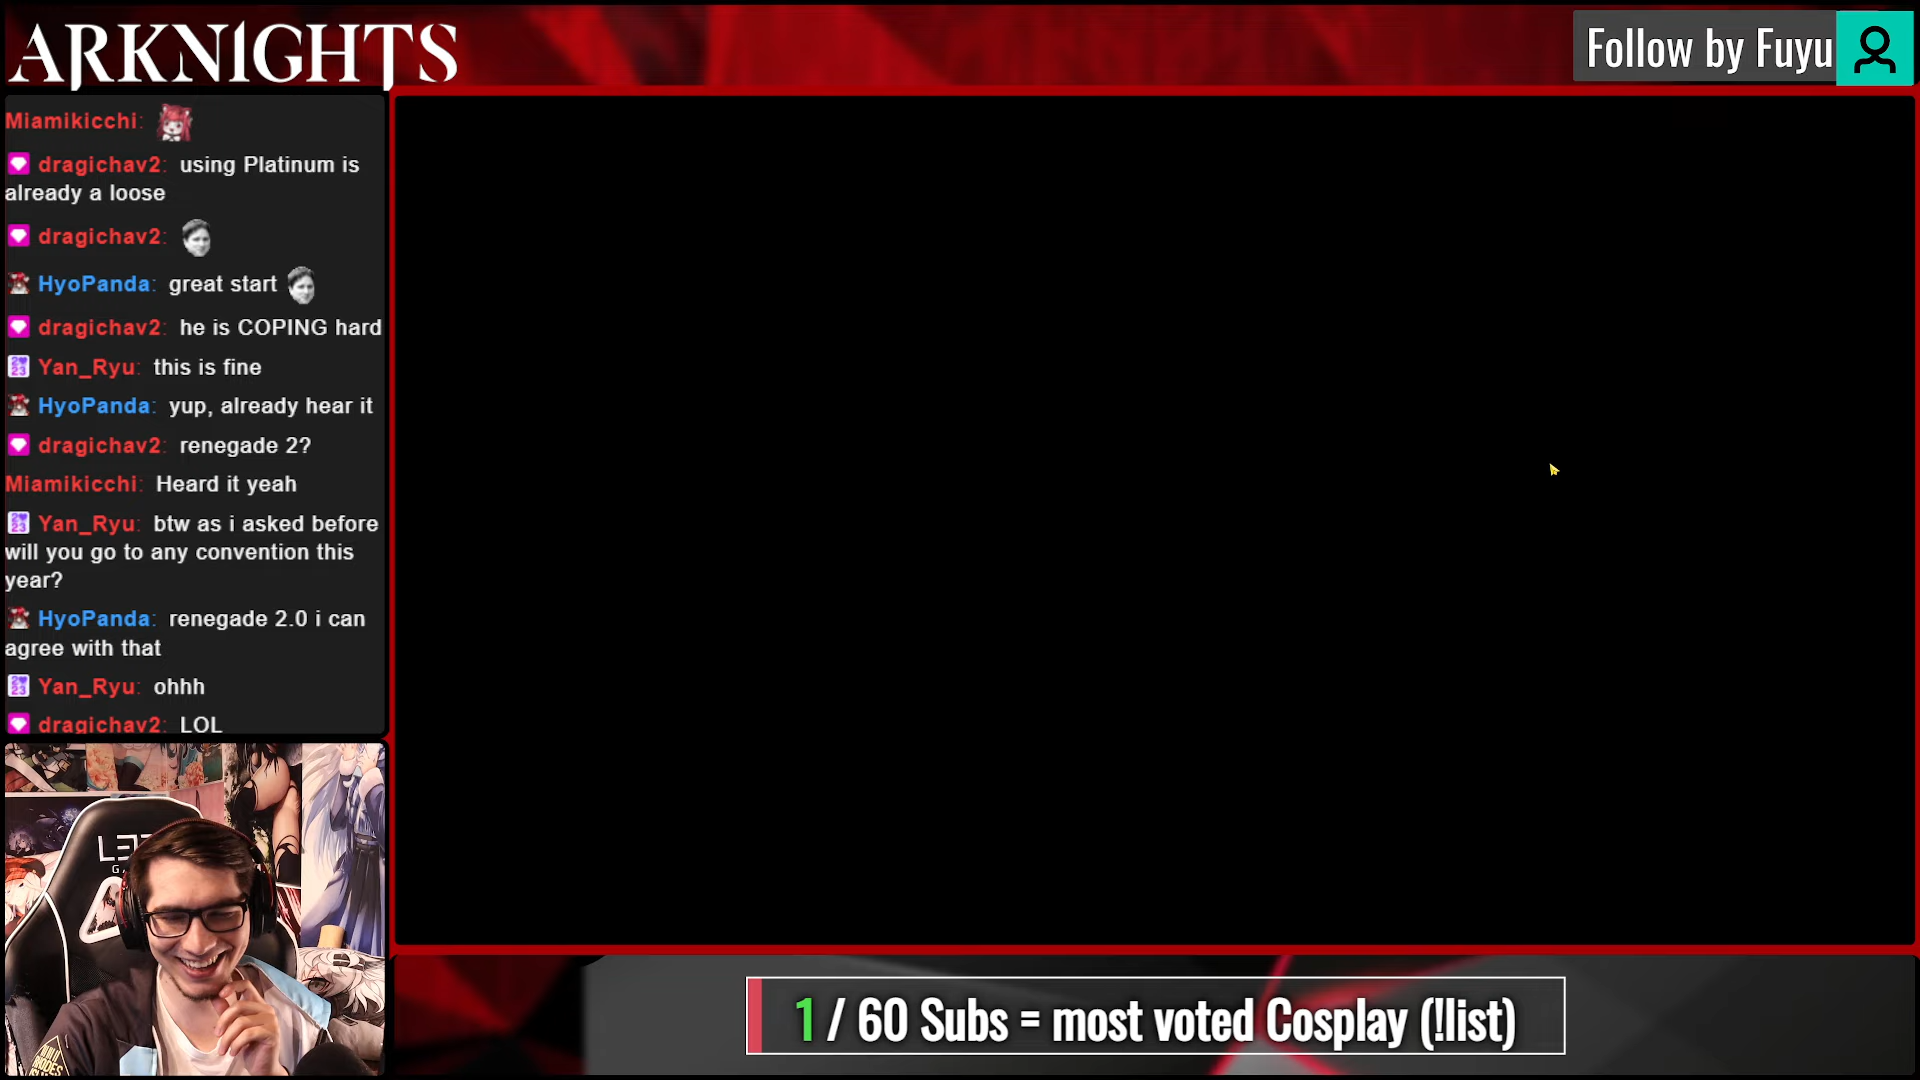 ARKNIGHTS
Follow by Fuyu
Miamikicchi:
dragichav2: using Platinum is
already a loose
dragichav2:
HyoPanda: great start
dragichav2: he is COPING hard
Yan_Ryu: this is fine
HyoPanda: yup, already hear it
dragichav2: renegade 2?
Miamikicchi: Heard it yeah
Yan_Ryu: btw as i asked before
will you go to any convention this
year?
HyoPanda: renegade 2.0 i can
agree with that
Yan_Ryu: ohhh
dragichav2: LOL
1 / 60 Subs = most voted Cosplay (!list)